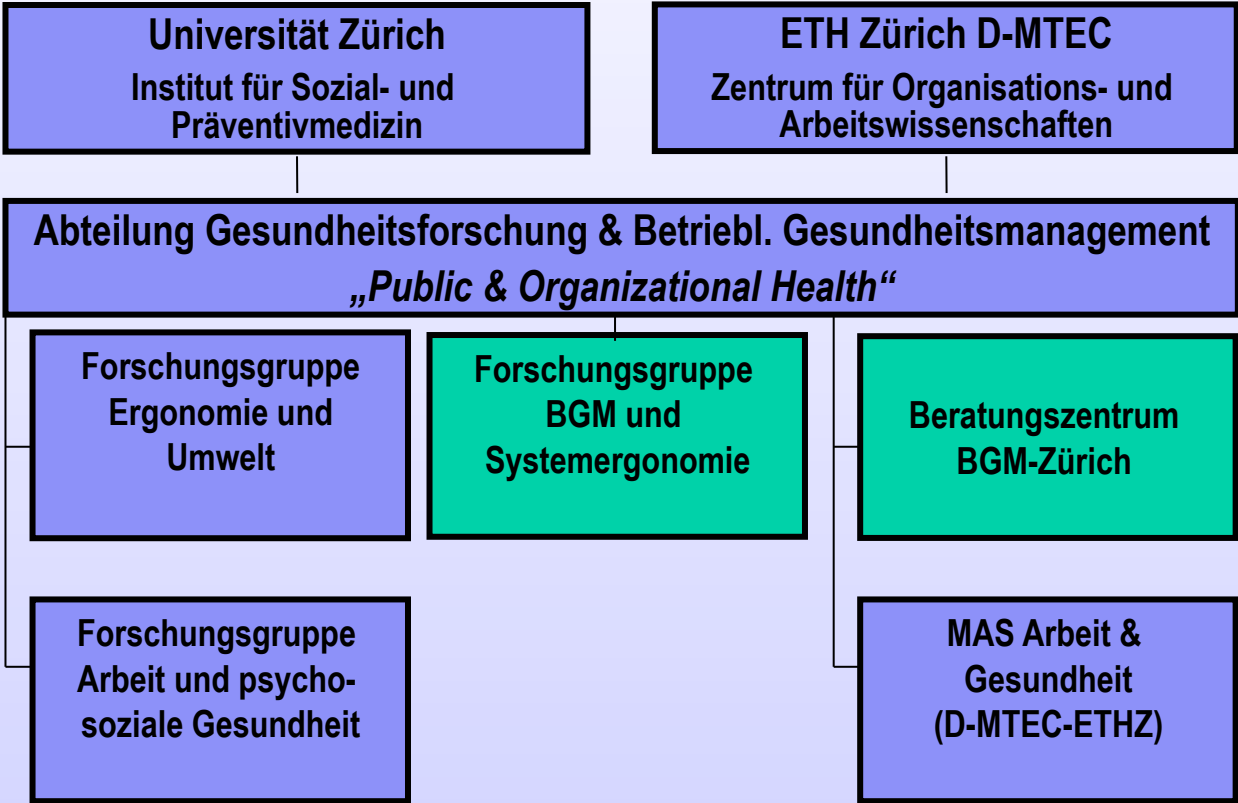 Universität Zürich
Institut für Sozial- und
Präventivmedizin
ETH Zürich D-MTEC
Zentrum für Organisations- und
Arbeitswissenschaften
Abteilung Gesundheitsforschung & Betriebl. Gesundheitsmanagement
„Public & Organizational Health“
Forschungsgruppe
Ergonomie und
Umwelt
Forschungsgruppe
BGM und
Systemergonomie
Beratungszentrum
BGM-Zürich
Forschungsgruppe
Arbeit und psycho-
soziale Gesundheit
MAS Arbeit &
Gesundheit
(D-MTEC-ETHZ)